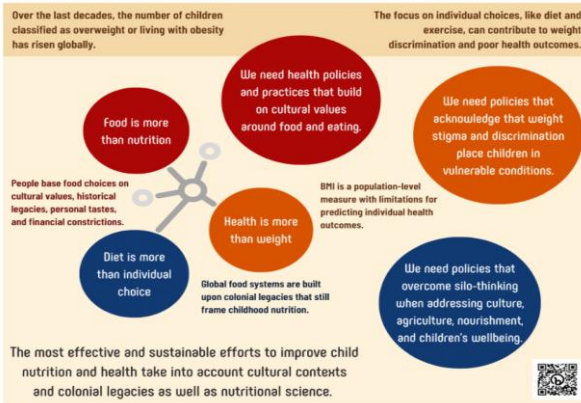 Over the last decades, the number of children
classified as overweight or living with obesity
has risen globally.
The focus on individual choices, like diet and
exercise, can contribute to weight
discrimination and poor health outcomes.
We need health policies
and practices that build
on cultural values
around food and eating.
Food is more
than nutrition
We need policies that
acknowledge that weight
stigma and discrimination
place children in
vulnerable conditions.
People base food choices on
cultural values, historical
legacies, personal tastes,
and financial constrictions.
BMI is a population-level
measure with limitations for
predicting individual health
outcomes.
Health is more
than weight
Diet is more
than individual
choice
Global food systems are built
upon colonial legacies that still
frame childhood nutrition.
We need policies that
overcome silo-thinking
when addressing culture,
agriculture, nourishment,
and children's wellbeing.
The most effective and sustainable efforts to improve child
nutrition and health take into account cultural contexts
and colonial legacies as well as nutritional science.